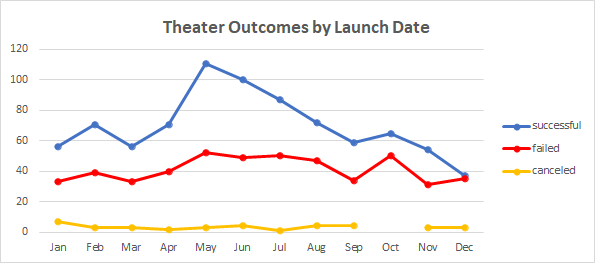 Theater Outcomes by Launch Date
120
100
80
60
40
20
0
Jan Feb Mar Apr May Jun Jul Aug Sep Oct Nov Dec
successful
failed
canceled